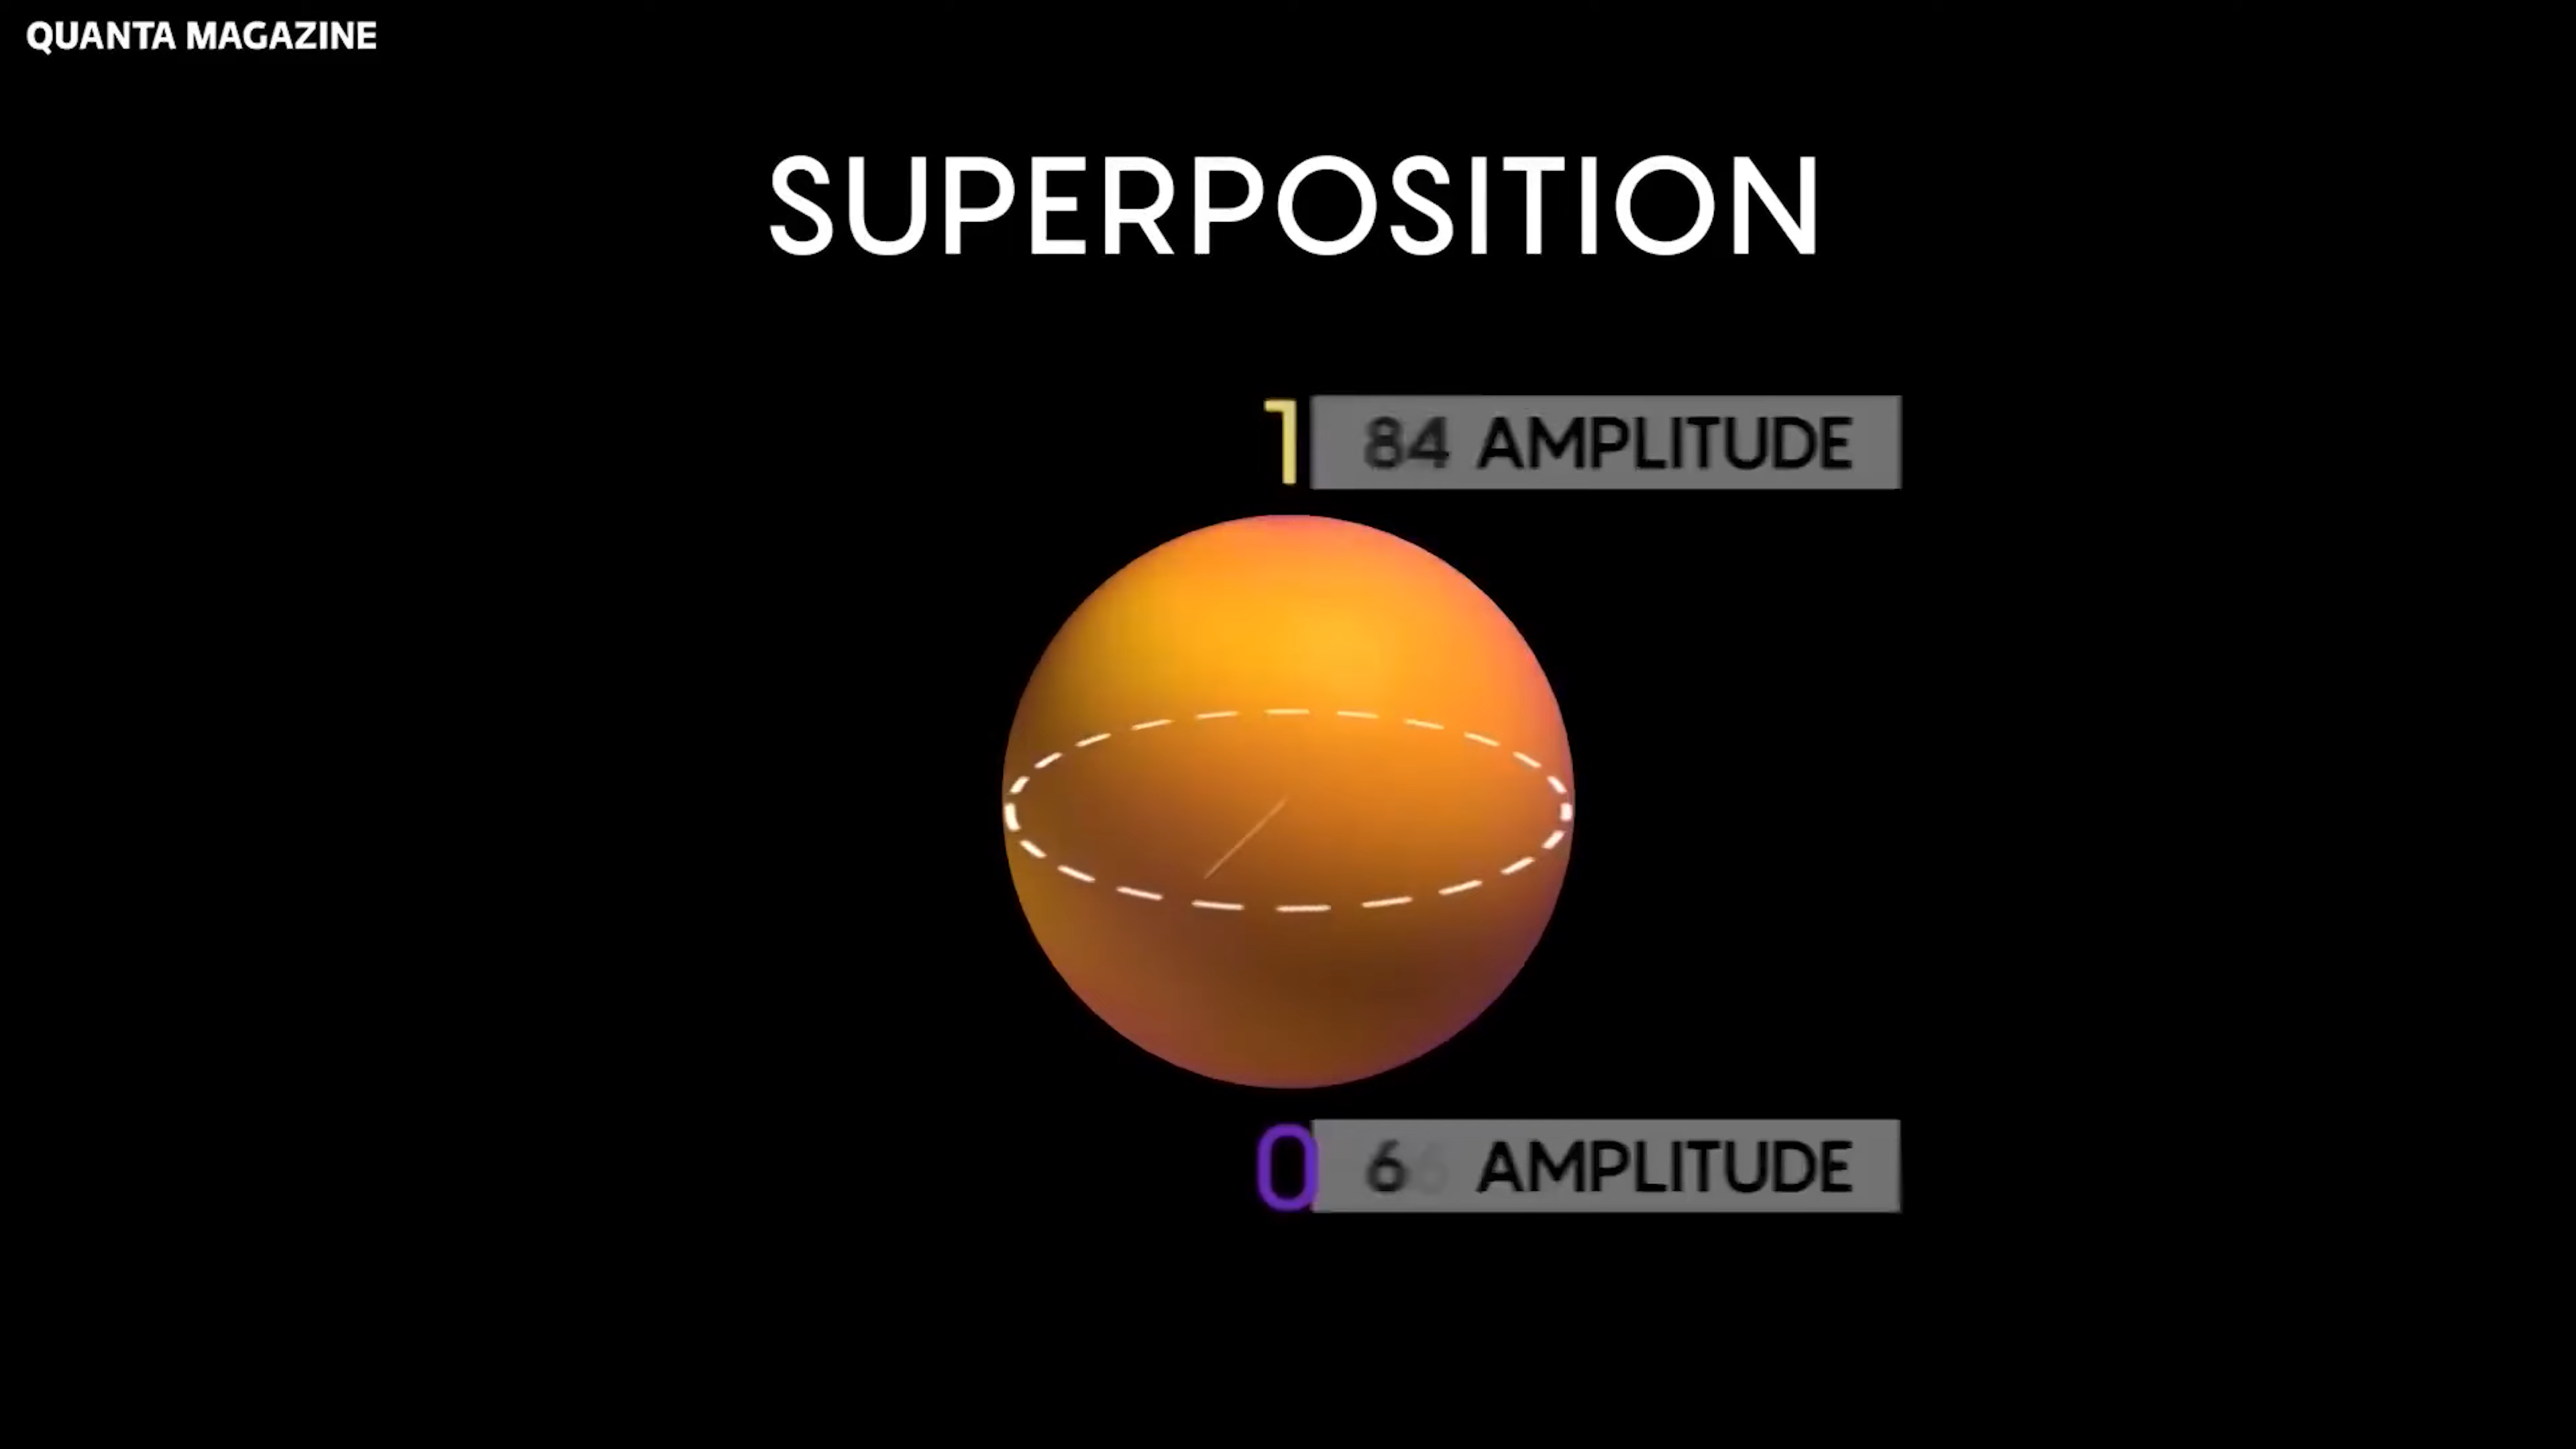 QUANTA MAGAZINE
SUPERPOSITION
1
84 AMPLITUDE
0
AMPLITUDE